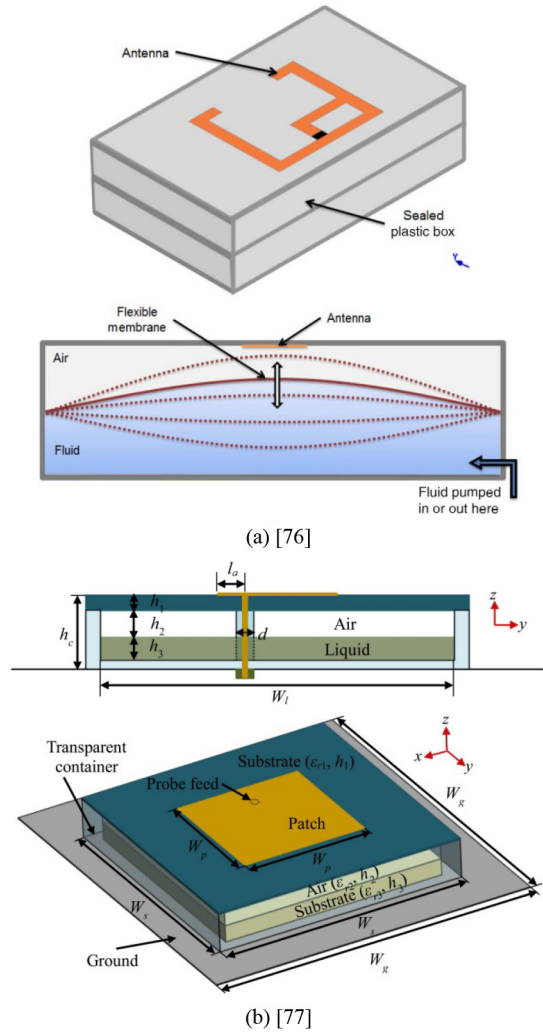 Antenna
Sealed
plastic box
Y
Flexible
membrane
Antenna
Air
Fluid
Fluid pumped
in or out here
(a) [76]
l_a
h_1
h_c
h_2
d
Air
h_3
Liquid
z
y
W_l
Transparent
container
Substrate (ε_r1, h_1)
z
x
y
Probe feed
W_g
Patch
W_p
W_p
Air (ε_r2, h_2)
Substrate (ε_r3, h_3)
W_s
W_s
Ground
W_g
(b) [77]